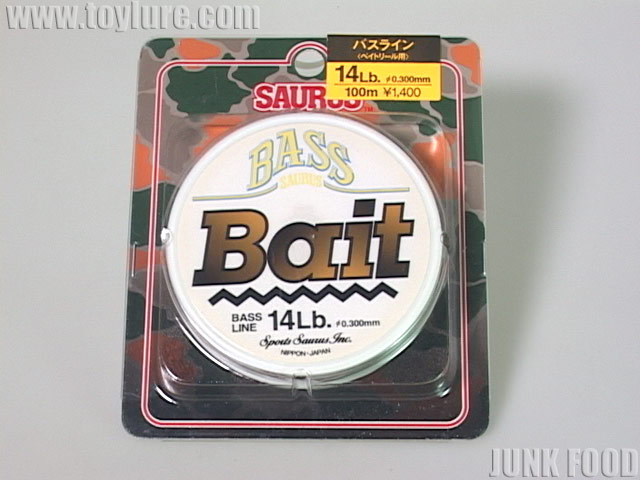 www.toylure.com
バスライン
〈ベイトリール用〉
14Lb. ø0.300mm
100m ¥1,400
SAURUS™
BASS
SAURUS
Bait
BASS LINE 14Lb. ø0.300mm
Sports Saurus Inc.
NIPPON-JAPAN
JUNK FOOD